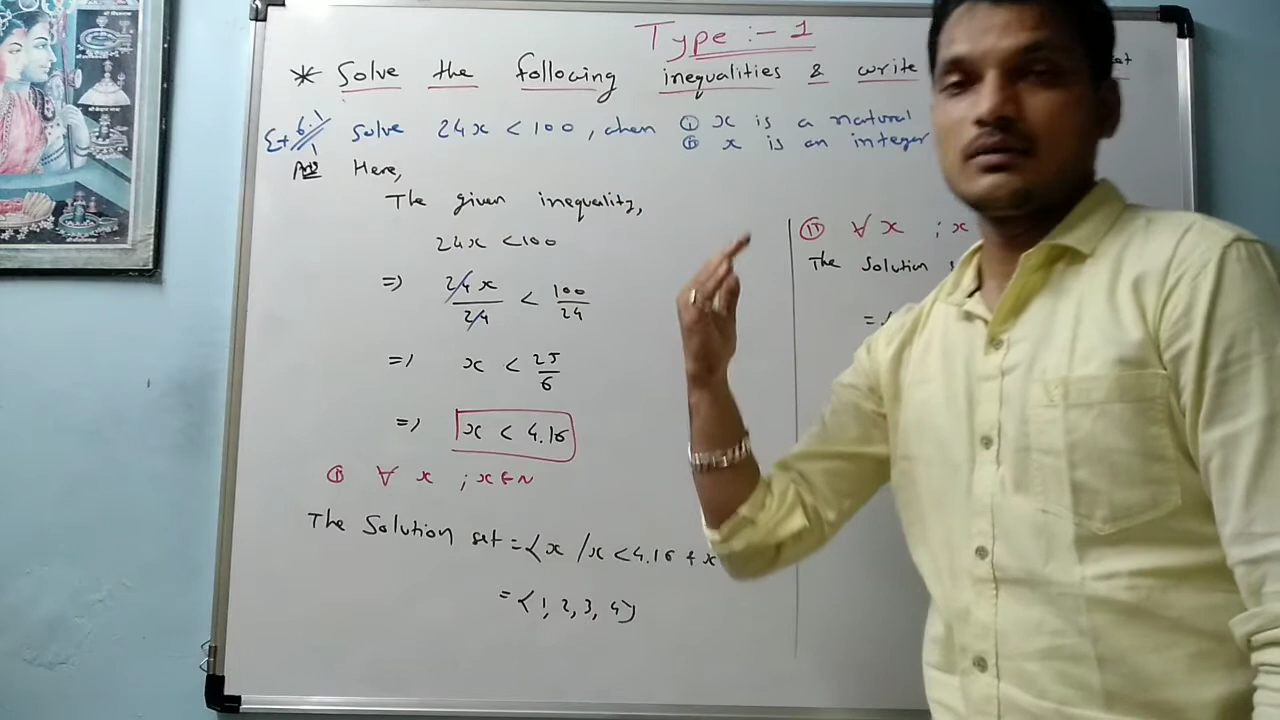 Type :- 1
* Solve the following inequalities & write
Ex 6.1 Solve 24x < 100, when (i) x is a natural
1 (ii) x is an integer
Ans Here,
The given inequality,
24x < 100
=> 24x/24 < 100/24
=> x < 25/6
=> x < 4.16
(i) ∀ x ; x ∈ N
The Solution set = {x / x < 4.16 & x
= {1, 2, 3, 4}
(ii) ∀ x ; x
The Solution
= {